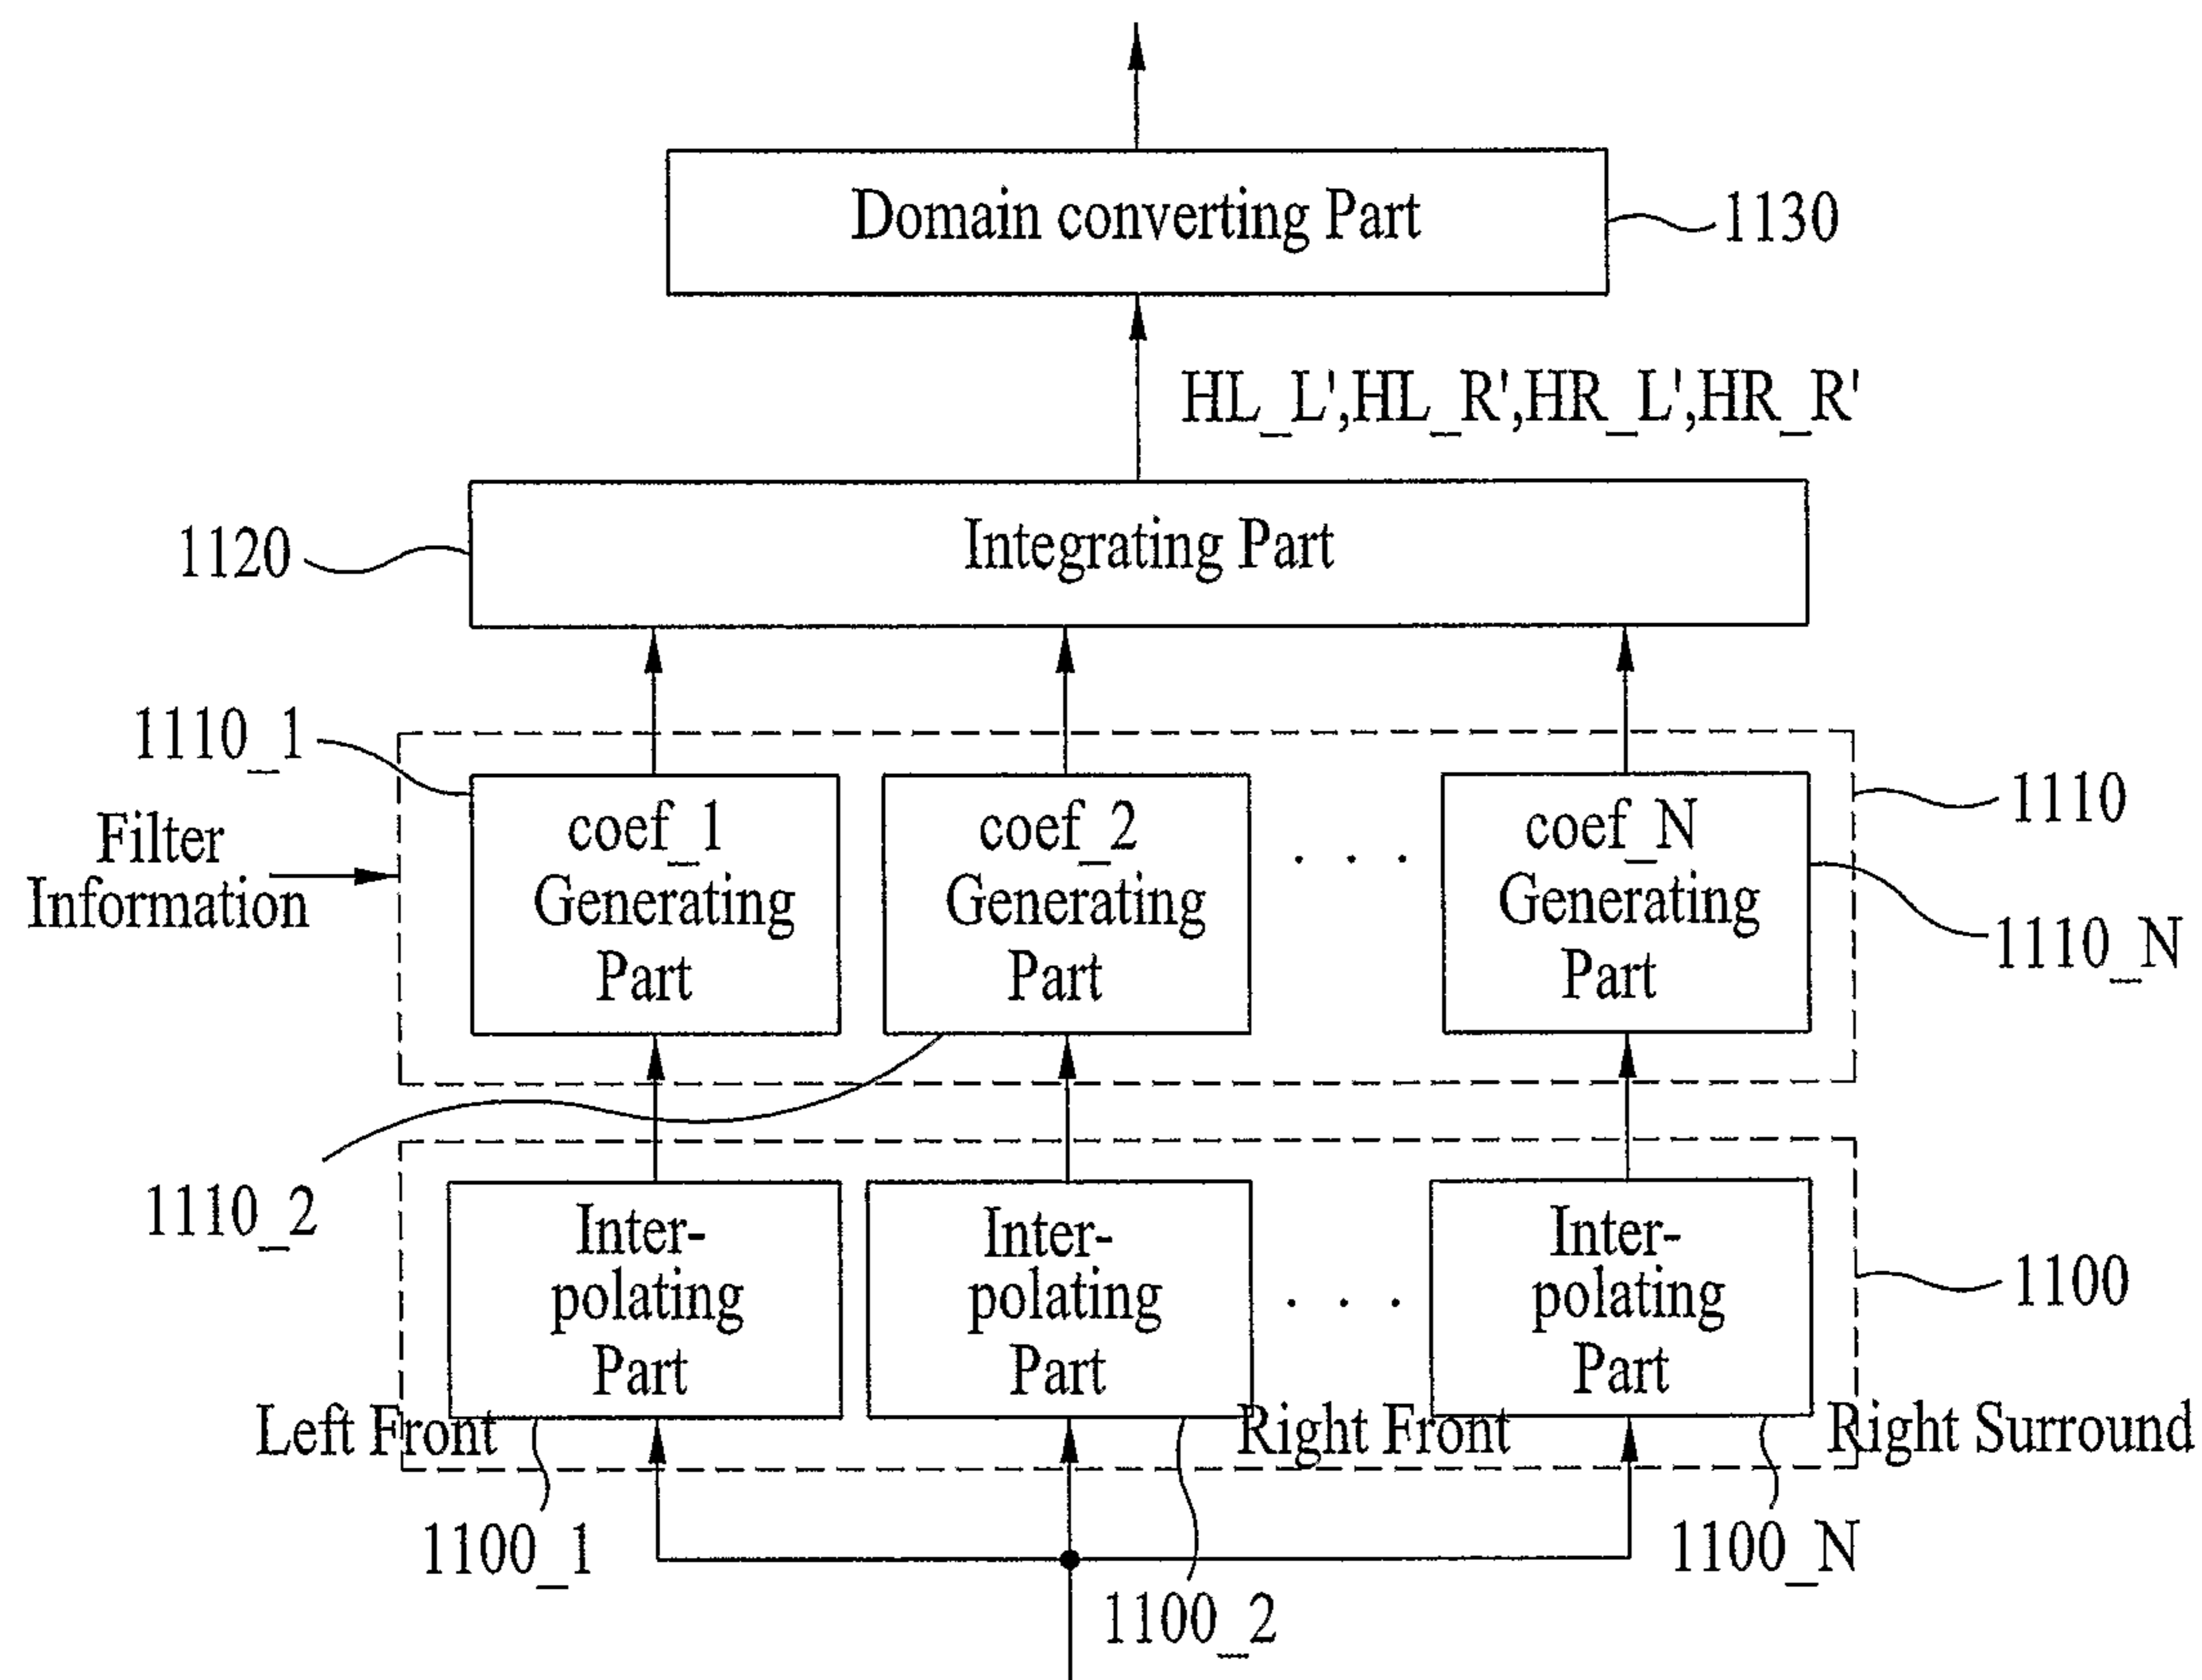 Domain converting Part
1130
HL_L',HL_R',HR_L',HR_R'
Integrating Part
1120
1110_1
Filter
Information
coef_1
Generating
Part
coef_2
Generating
Part
. . .
coef_N
Generating
Part
1110
1110_N
1110_2
Inter-
polating
Part
Inter-
polating
Part
. . .
Inter-
polating
Part
1100
Left Front
Right Front
Right Surround
1100_1
1100_2
1100_N